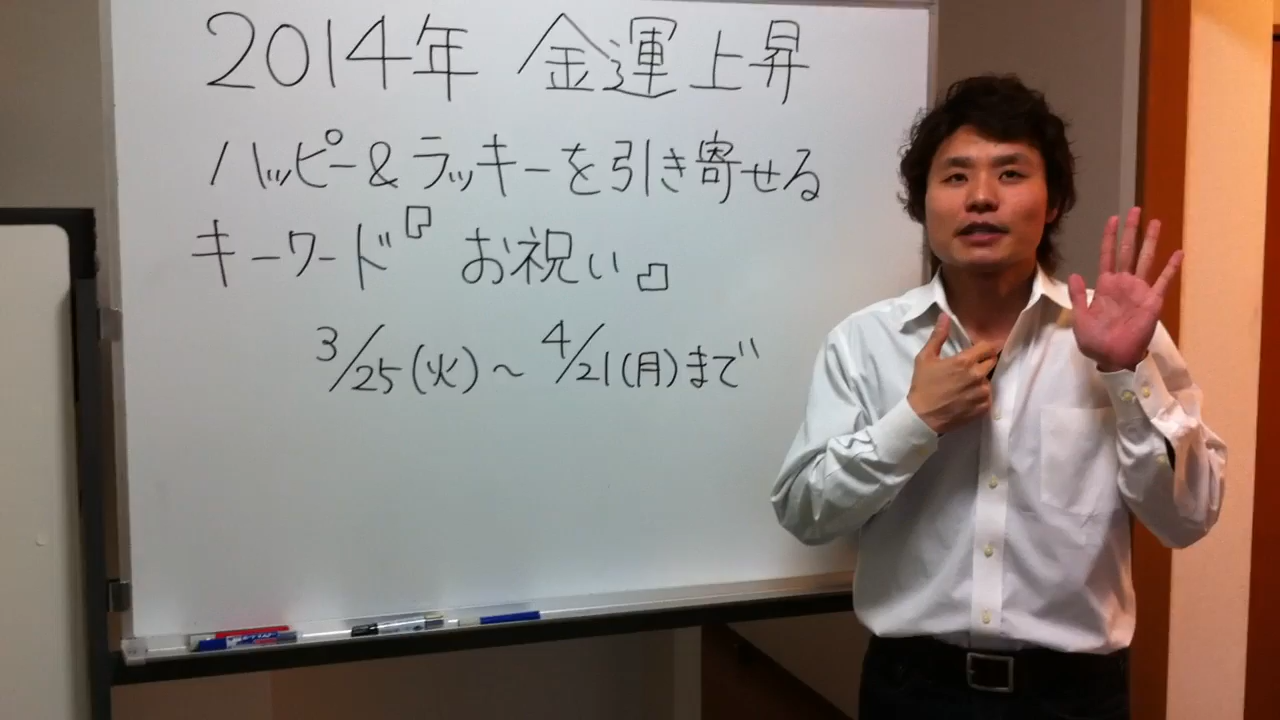 2014年 金運上昇
ハッピー&ラッキーを引き寄せる
キーワード『お祝い』
3/25(火)～4/21(月)まで